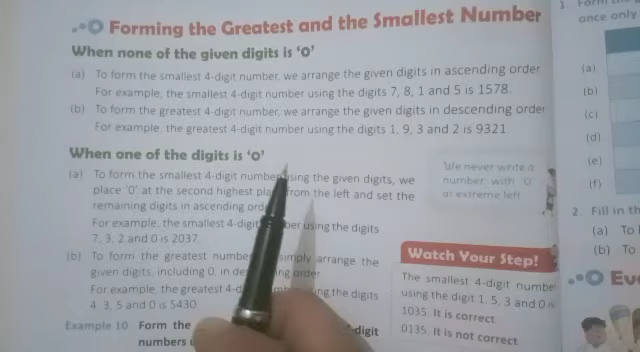 Forming the Greatest and the Smallest Number
When none of the given digits is ‘0’
(a) To form the smallest 4-digit number, we arrange the given digits in ascending order
For example, the smallest 4-digit number using the digits 7, 8, 1 and 5 is 1578.
(b) To form the greatest 4-digit number, we arrange the given digits in descending order
For example, the greatest 4-digit number using the digits 1, 9, 3 and 2 is 9321
When one of the digits is ‘0’
(a) To form the smallest 4-digit number using the given digits, we
place ‘0’ at the second highest from the left and set the
remaining digits in ascending
For example, the smallest 4-digit using the digits
7, 3, 2 and 0 is 2037.
(b) To form the greatest simply arrange the
given digits, including 0, in order
For example, the greatest the digits
4, 3, 5 and 0 is 5430
Example 10 Form the digit
numbers
We never write a
number with ‘0’
at extreme left
Watch Your Step!
The smallest 4-digit number
using the digit 1, 5, 3 and 0 is
1035. It is correct
0135. It is not correct
1. Form
once only
(a)
(b)
(c)
(d)
(e)
(f)
2. Fill in
(a) To
(b) To